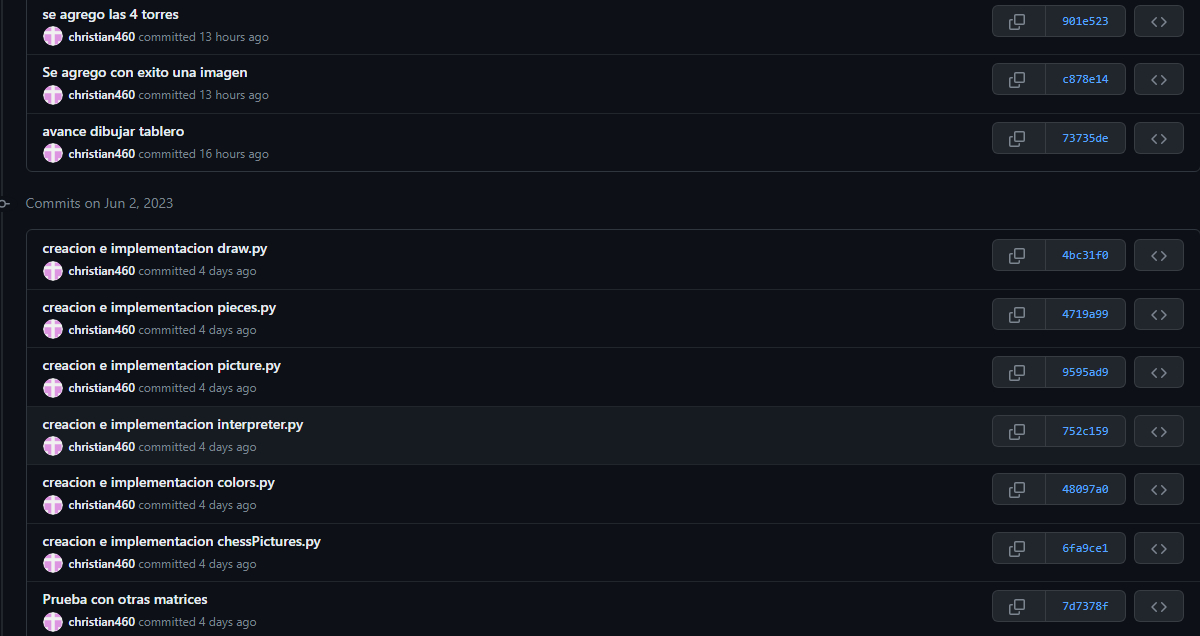 se agrego las 4 torres
christian460 committed 13 hours ago
901e523
Se agrego con exito una imagen
christian460 committed 13 hours ago
c878e14
avance dibujar tablero
christian460 committed 16 hours ago
73735de
Commits on Jun 2, 2023
creacion e implementacion draw.py
christian460 committed 4 days ago
4bc31f0
creacion e implementacion pieces.py
christian460 committed 4 days ago
4719a99
creacion e implementacion picture.py
christian460 committed 4 days ago
9595ad9
creacion e implementacion interpreter.py
christian460 committed 4 days ago
752c159
creacion e implementacion colors.py
christian460 committed 4 days ago
48097a0
creacion e implementacion chessPictures.py
christian460 committed 4 days ago
6fa9ce1
Prueba con otras matrices
christian460 committed 4 days ago
7d7378f